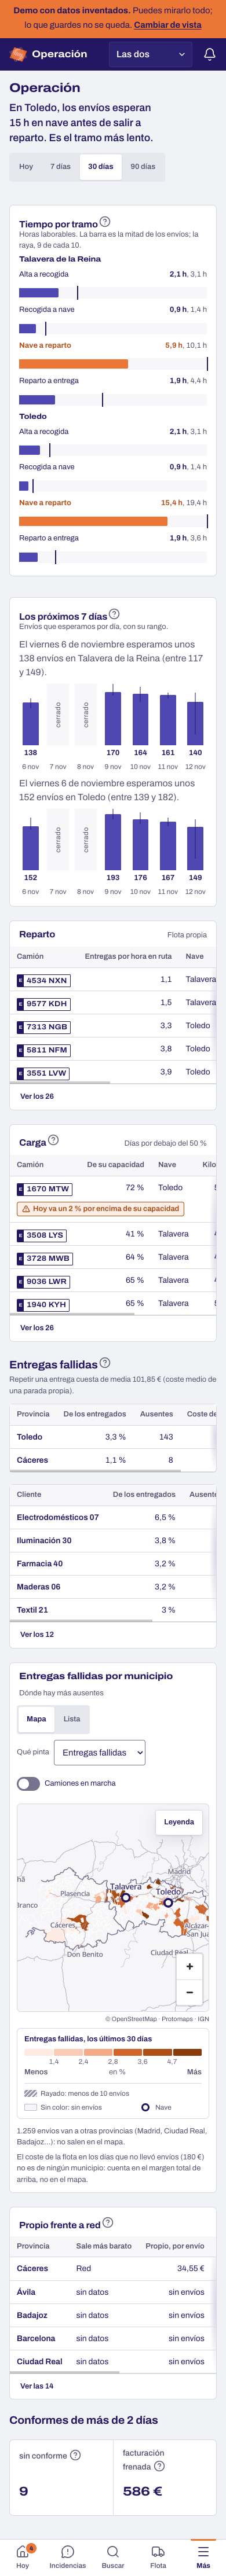 Demo con datos inventados. Puedes mirarlo todo;
lo que guardes no se queda. Cambiar de vista
Operación
Las dos
Operación
En Toledo, los envíos esperan
15 h en nave antes de salir a
reparto. Es el tramo más lento.
Hoy 7 días 30 días 90 días
Tiempo por tramo
Horas laborables. La barra es la mitad de los envíos; la
raya, 9 de cada 10.
Talavera de la Reina
Alta a recogida 2,1 h, 3,1 h
Recogida a nave 0,9 h, 1,4 h
Nave a reparto 5,9 h, 10,1 h
Reparto a entrega 1,9 h, 4,4 h
Toledo
Alta a recogida 2,1 h, 3,1 h
Recogida a nave 0,9 h, 1,4 h
Nave a reparto 15,4 h, 19,4 h
Reparto a entrega 1,9 h, 3,6 h
Los próximos 7 días
Envíos que esperamos por día, con su rango.
El viernes 6 de noviembre esperamos unos
138 envíos en Talavera de la Reina (entre 117
y 149).
cerrado cerrado
138 170 164 161 140
6 nov 7 nov 8 nov 9 nov 10 nov 11 nov 12 nov
El viernes 6 de noviembre esperamos unos
152 envíos en Toledo (entre 139 y 182).
cerrado cerrado
152 193 176 167 149
6 nov 7 nov 8 nov 9 nov 10 nov 11 nov 12 nov
Reparto Flota propia
Camión Entregas por hora en ruta Nave
E 4534 NXN 1,1 Talavera
E 9577 KDH 1,5 Talavera
E 7313 NGB 3,3 Toledo
E 5811 NFM 3,8 Toledo
E 3551 LVW 3,9 Toledo
Ver los 26
Carga Días por debajo del 50 %
Camión De su capacidad Nave Kilo
E 1670 MTW 72 % Toledo
Hoy va un 2 % por encima de su capacidad
E 3508 LYS 41 % Talavera
E 3728 MWB 64 % Talavera
E 9036 LWR 65 % Talavera
E 1940 KYH 65 % Talavera
Ver los 26
Entregas fallidas
Repetir una entrega cuesta de media 101,85 € (coste medio de
una parada propia).
Provincia De los entregados Ausentes Coste de
Toledo 3,3 % 143
Cáceres 1,1 % 8
Cliente De los entregados Ausente
Electrodomésticos 07 6,5 %
Iluminación 30 3,8 %
Farmacia 40 3,2 %
Maderas 06 3,2 %
Textil 21 3 %
Ver los 12
Entregas fallidas por municipio
Dónde hay más ausentes
Mapa Lista
Qué pinta Entregas fallidas
Camiones en marcha
Leyenda
Madrid
Plasencia
Talavera
Toledo
Branco
Cáceres
Alcázar
San Jua
Don Benito
Ciudad Real
+
−
© OpenStreetMap · Protomaps · IGN
Entregas fallidas, los últimos 30 días
1,4 2,4 2,8 3,6 4,7
Menos en % Más
Rayado: menos de 10 envíos
Sin color: sin envíos Nave
1.259 envíos van a otras provincias (Madrid, Ciudad Real,
Badajoz...): no salen en el mapa.
El coste de la flota en los días que no llevó envíos (180 €)
no es de ningún municipio: cuenta en el margen total de
arriba, no en el mapa.
Propio frente a red
Provincia Sale más barato Propio, por envío
Cáceres Red 34,55 €
Ávila sin datos sin envíos
Badajoz sin datos sin envíos
Barcelona sin datos sin envíos
Ciudad Real sin datos sin envíos
Ver las 14
Conformes de más de 2 días
sin conforme
9
facturación
frenada
586 €
Hoy Incidencias Buscar Flota Más